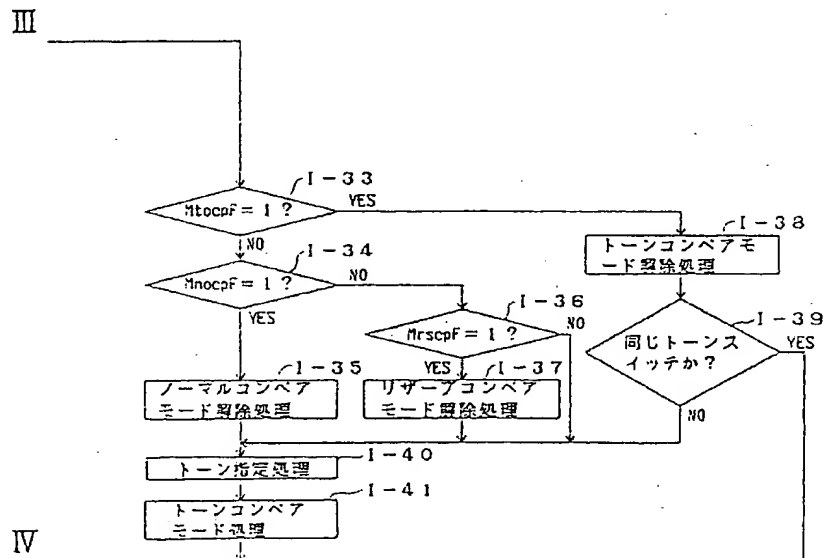 III
I-33
MtocpF=1?
YES
NO
I-34
MnocpF=1?
NO
YES
I-38
トーンコンペアモ
ード解除処理
I-36
MrscpF=1?
NO
YES
I-39
同じトーンス
イッチか?
YES
NO
I-35
ノーマルコンペア
モード解除処理
I-37
リザーブコンペア
モード解除処理
I-40
トーン指定処理
I-41
トーンコンペア
モード処理
IV